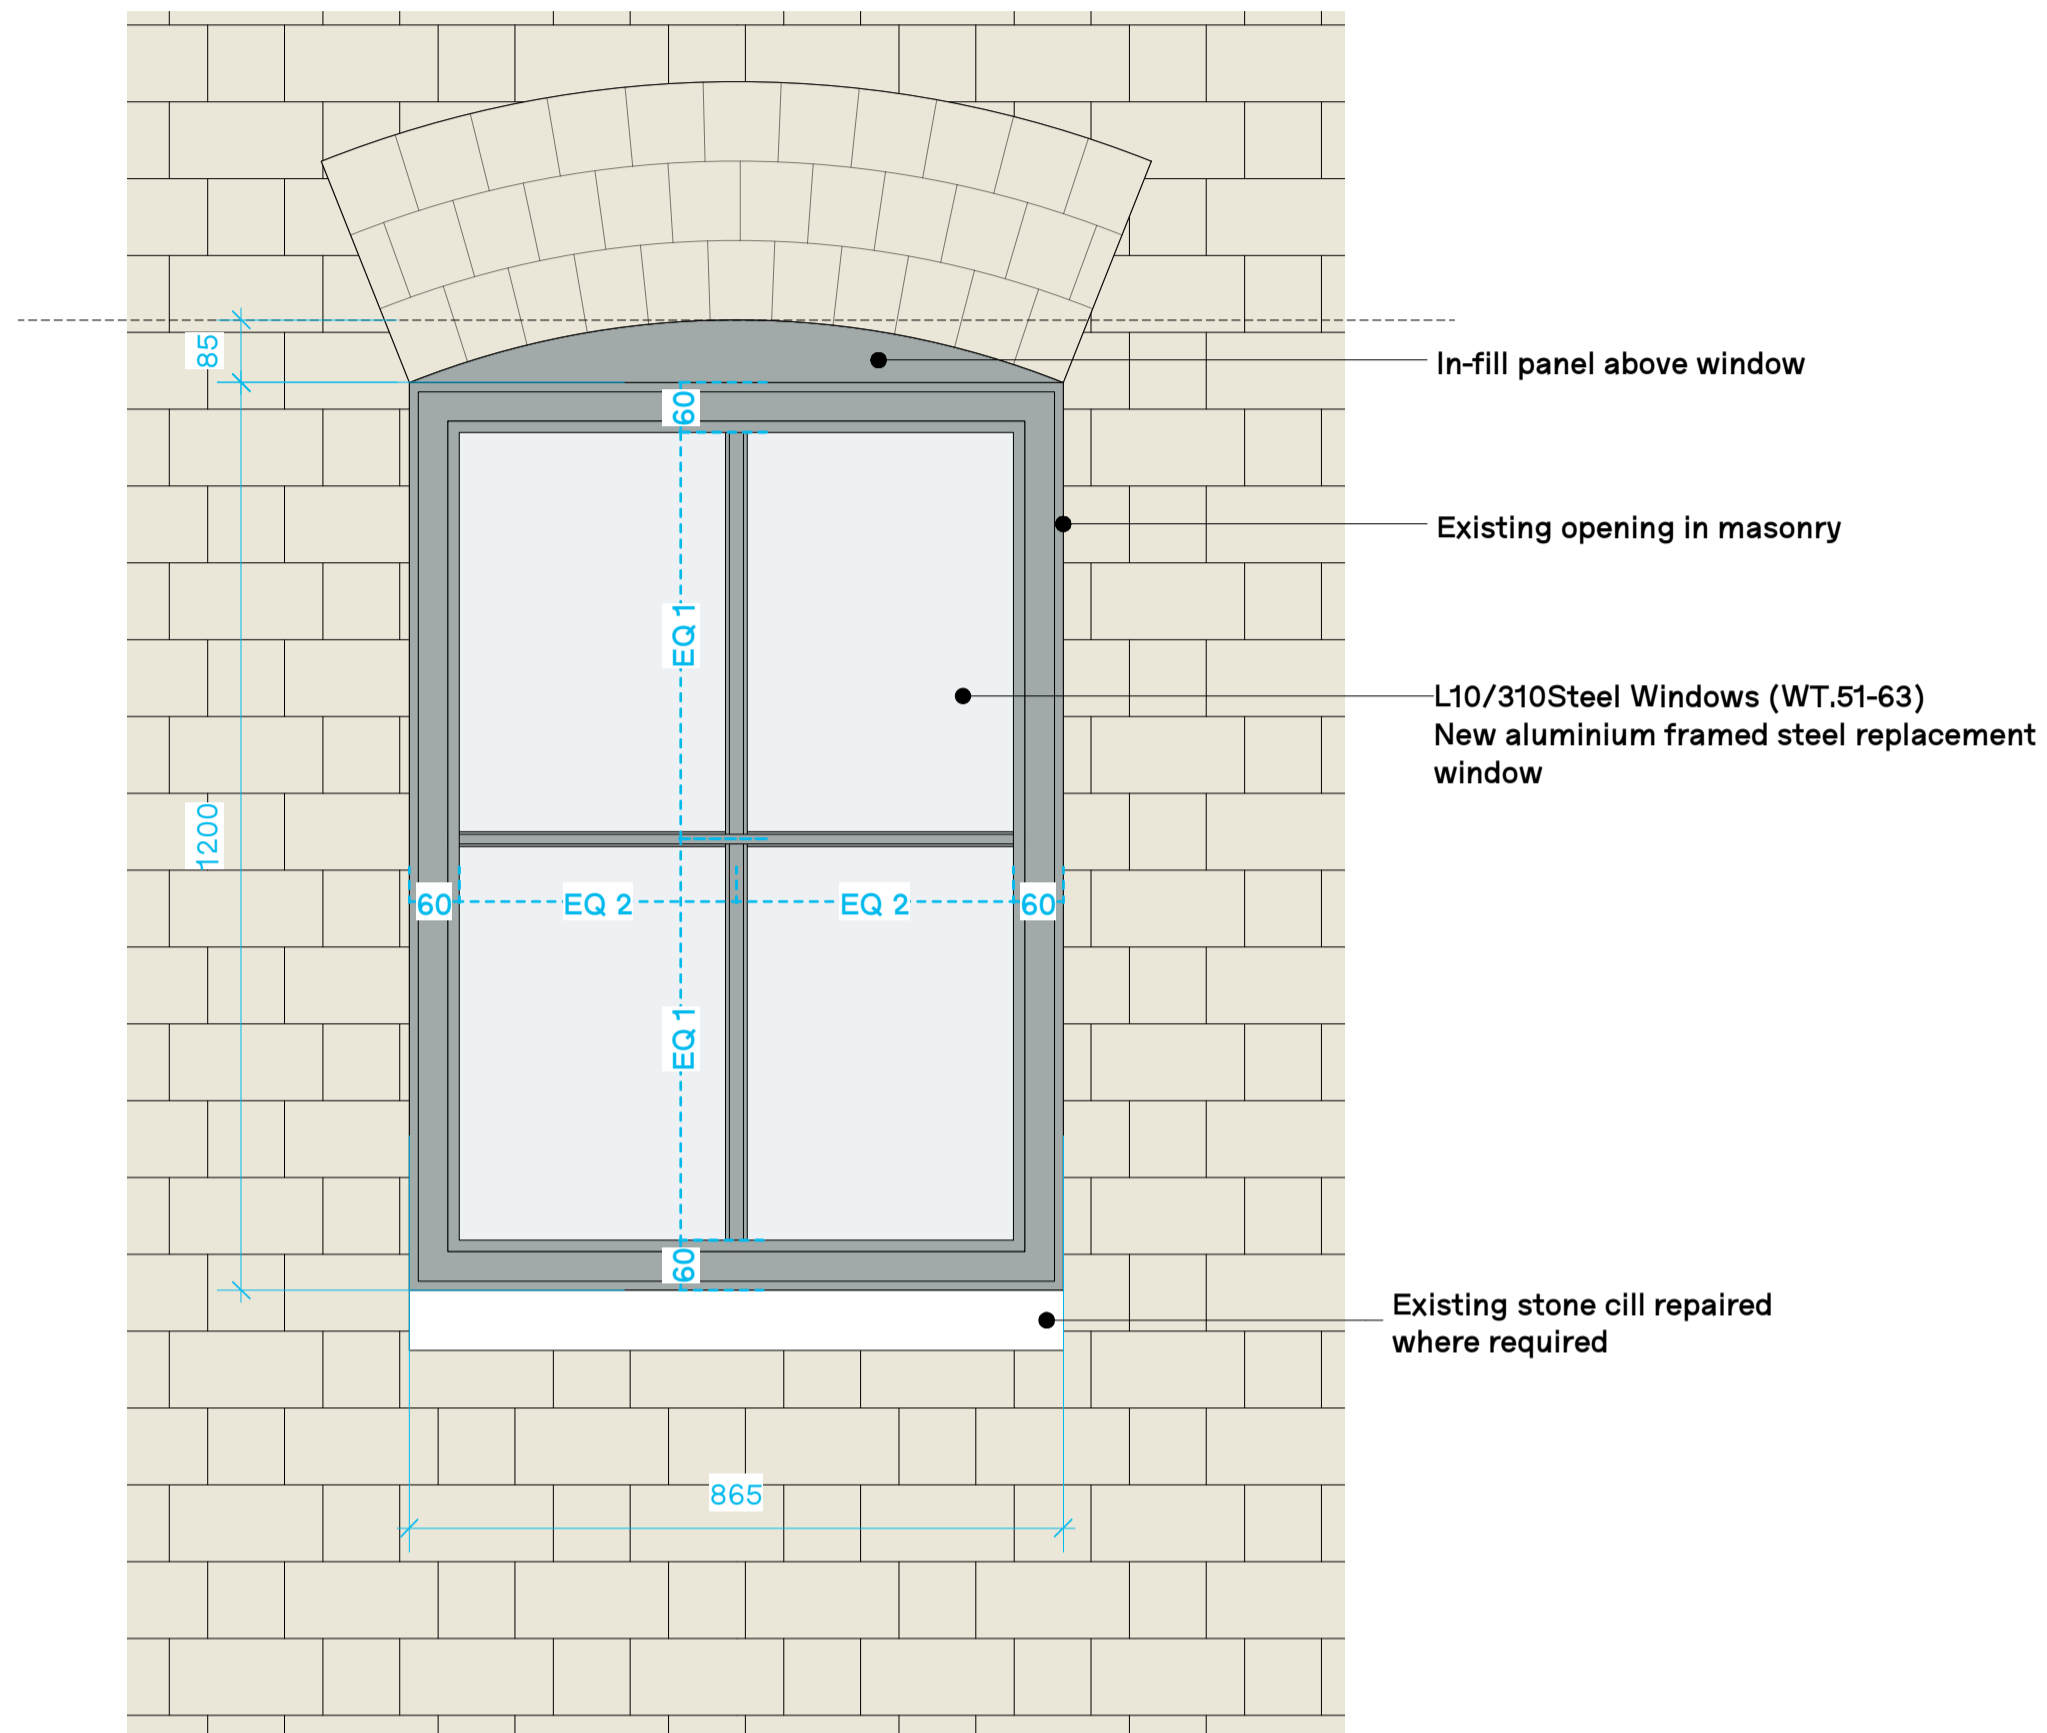 85
60
In-fill panel above window
Existing opening in masonry
EQ 1
L10/310Steel Windows (WT.51-63)
New aluminium framed steel replacement
window
1200
60
EQ 2
EQ 2
60
EQ 1
60
Existing stone cill repaired
where required
865